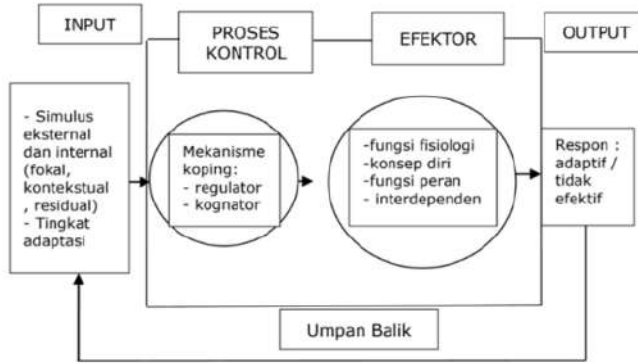 INPUT
PROSES
KONTROL
EFEKTOR
OUTPUT
- Simulus
eksternal
dan internal
(fokal,
kontekstual
, residual)
- Tingkat
adaptasi
Mekanisme
koping:
- regulator
- kognator
-fungsi fisiologi
-konsep diri
-fungsi peran
- interdependen
Respon :
adaptif /
tidak
efektif
Umpan Balik